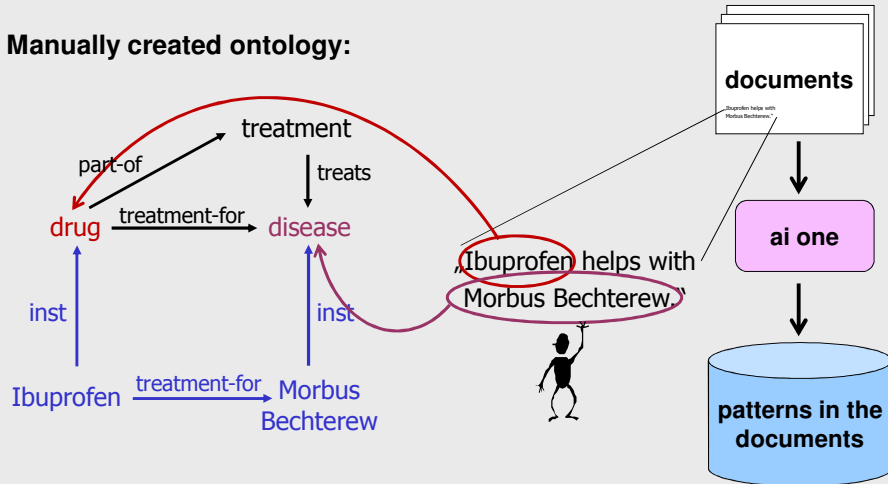 Manually created ontology:
documents
„Ibuprofen helps with
Morbus Bechterew.“
treatment
part-of
treats
drug
treatment-for
disease
ai one
„Ibuprofen helps with
Morbus Bechterew.“
inst
inst
Ibuprofen
treatment-for
Morbus
Bechterew
patterns in the
documents